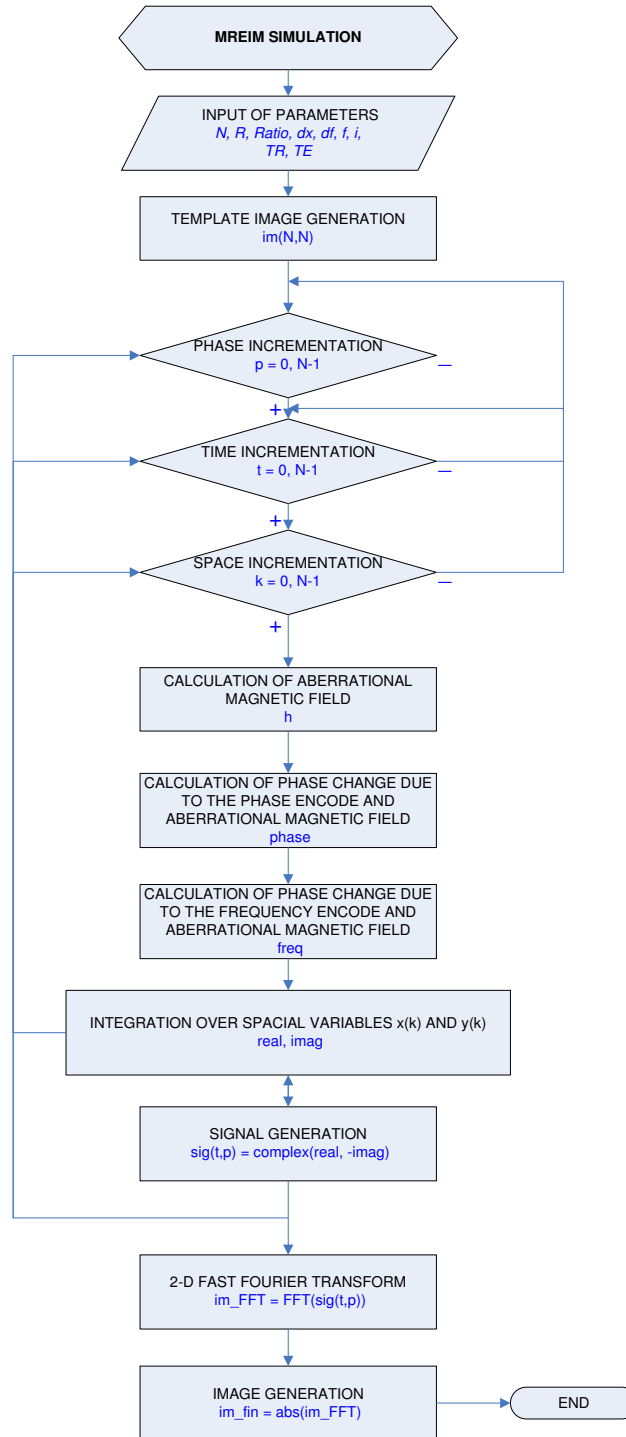 MREIM SIMULATION
INPUT OF PARAMETERS
N, R, Ratio, dx, df, f, i,
TR, TE
TEMPLATE IMAGE GENERATION
im(N,N)
PHASE INCREMENTATION
p = 0, N-1
—
+
TIME INCREMENTATION
t = 0, N-1
—
+
SPACE INCREMENTATION
k = 0, N-1
—
+
CALCULATION OF ABERRATIONAL
MAGNETIC FIELD
h
CALCULATION OF PHASE CHANGE DUE
TO THE PHASE ENCODE AND
ABERRATIONAL MAGNETIC FIELD
phase
CALCULATION OF PHASE CHANGE DUE
TO THE FREQUENCY ENCODE AND
ABERRATIONAL MAGNETIC FIELD
freq
INTEGRATION OVER SPACIAL VARIABLES x(k) AND y(k)
real, imag
SIGNAL GENERATION
sig(t,p) = complex(real, -imag)
2-D FAST FOURIER TRANSFORM
im_FFT = FFT(sig(t,p))
IMAGE GENERATION
im_fin = abs(im_FFT)
END